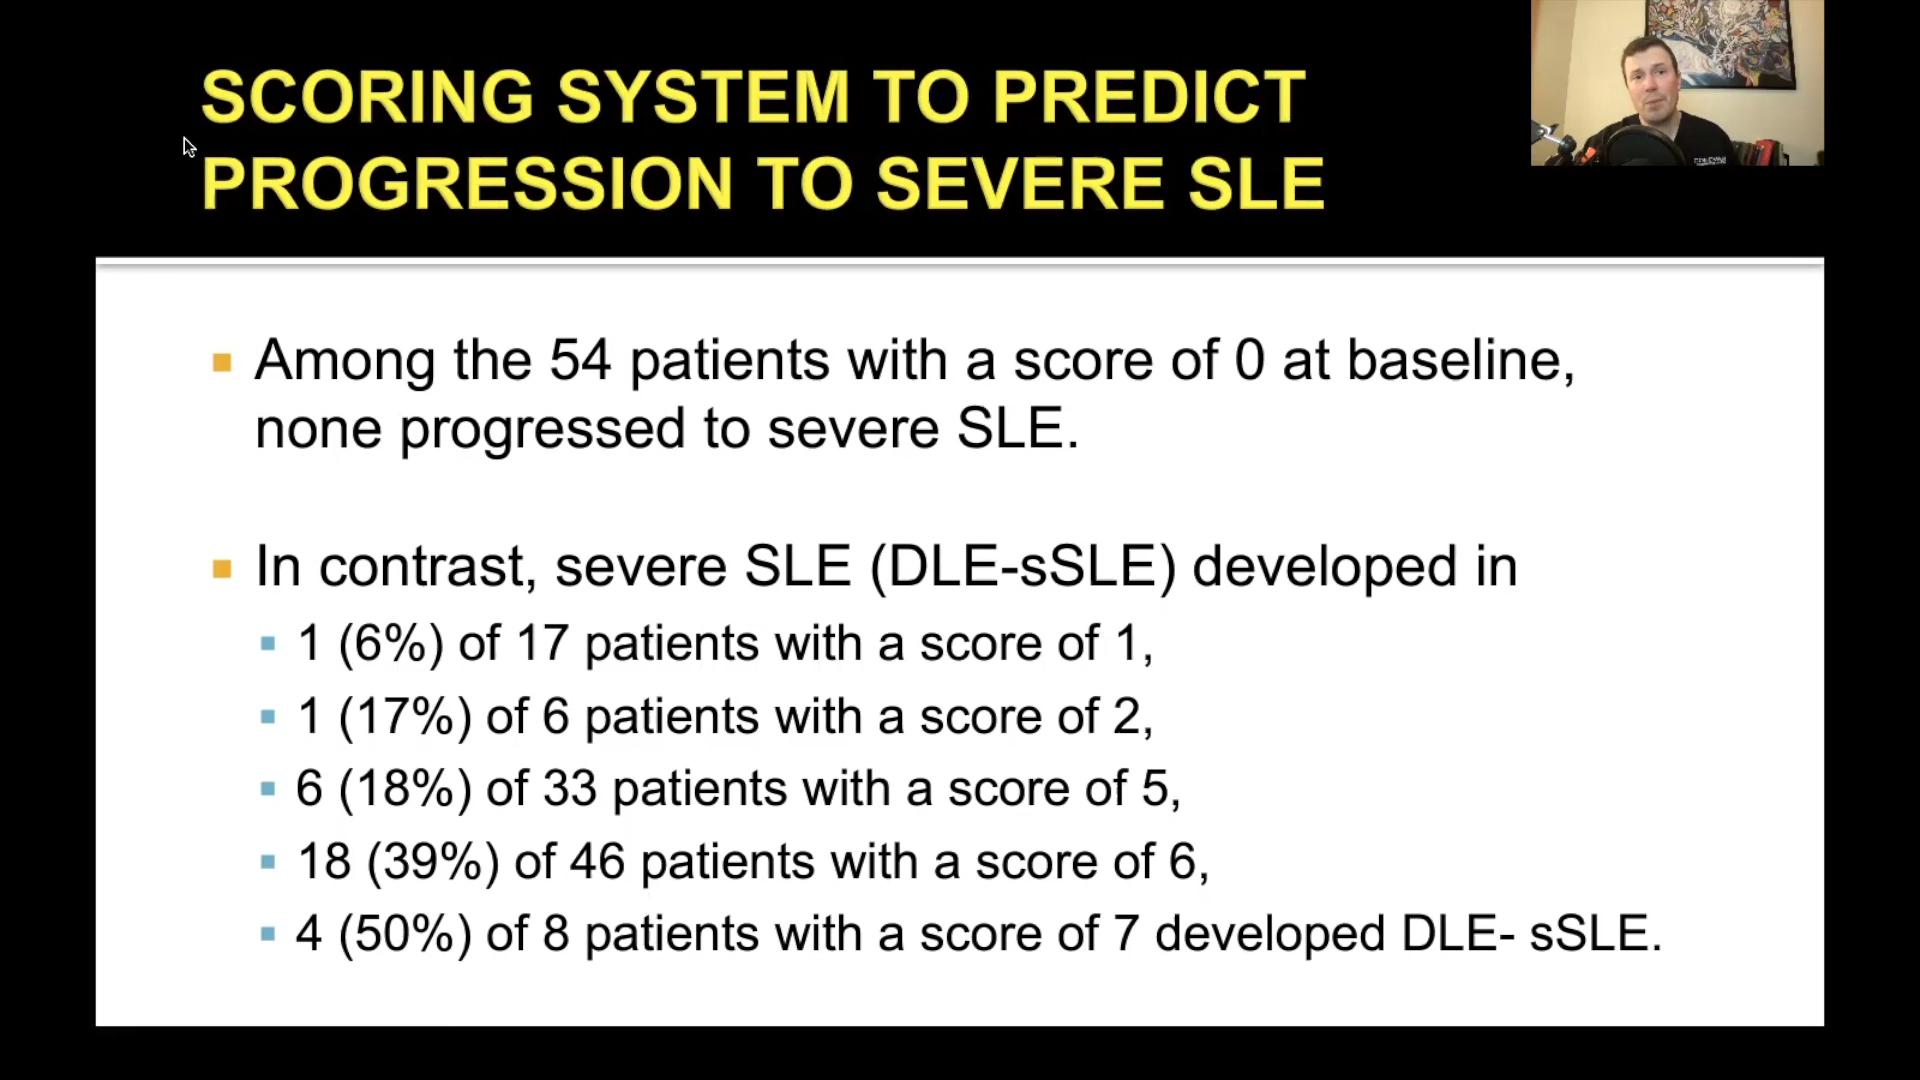 SCORING SYSTEM TO PREDICT
PROGRESSION TO SEVERE SLE
Among the 54 patients with a score of 0 at baseline,
none progressed to severe SLE.
In contrast, severe SLE (DLE-sSLE) developed in
1 (6%) of 17 patients with a score of 1,
1 (17%) of 6 patients with a score of 2,
6 (18%) of 33 patients with a score of 5,
18 (39%) of 46 patients with a score of 6,
4 (50%) of 8 patients with a score of 7 developed DLE- sSLE.